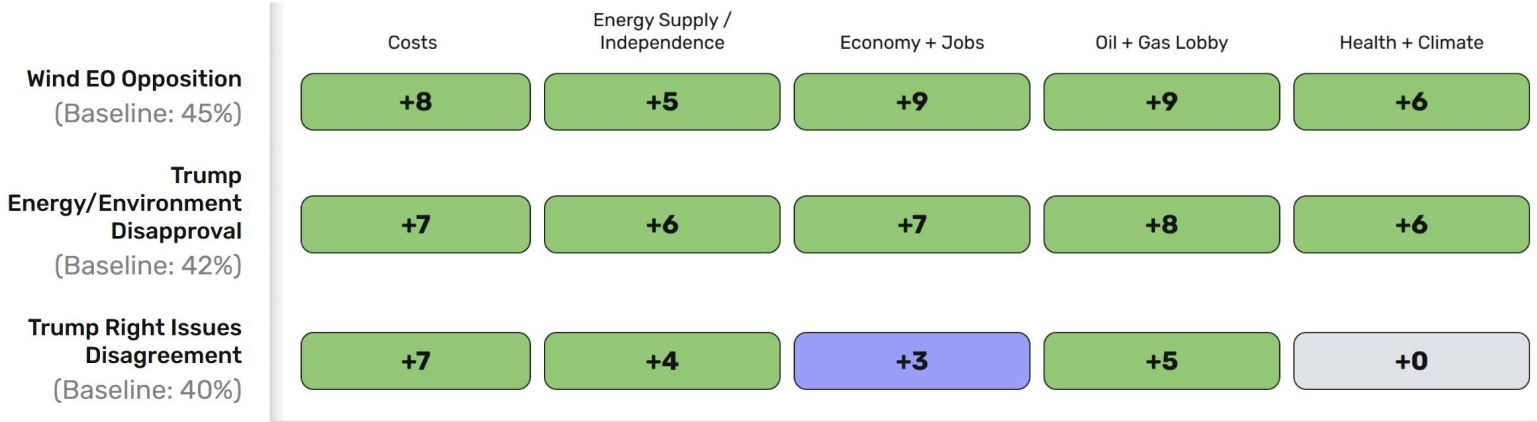 Costs
Energy Supply /
Independence
Economy + Jobs
Oil + Gas Lobby
Health + Climate
Wind EO Opposition
(Baseline: 45%)
+8
+5
+9
+9
+6
Trump
Energy/Environment
Disapproval
(Baseline: 42%)
+7
+6
+7
+8
+6
Trump Right Issues
Disagreement
(Baseline: 40%)
+7
+4
+3
+5
+0